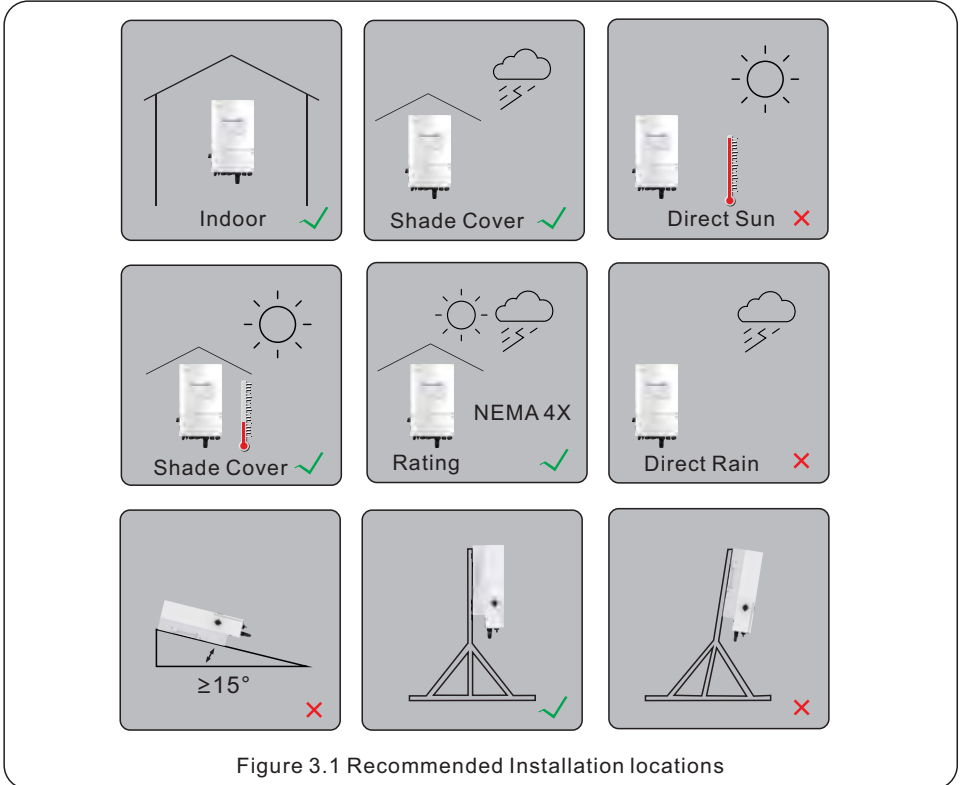 Indoor
Shade Cover
Direct Sun
Shade Cover
NEMA 4X
Rating
Direct Rain
≥15°
Figure 3.1 Recommended Installation locations